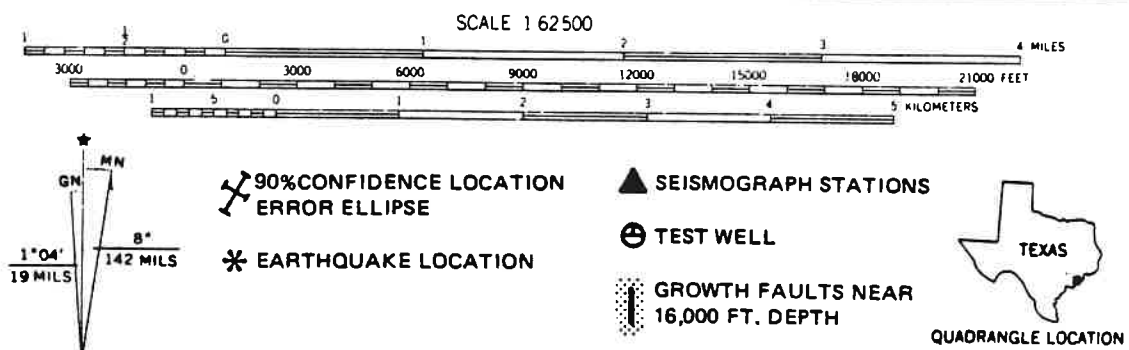 SCALE 1 62500
1 1/2 0 1 2 3 4 MILES
3000 0 3000 6000 9000 12000 15000 18000 21000 FEET
1 5 0 1 2 3 4 5 KILOMETERS
★
GN MN
1°04' 8°
19 MILS 142 MILS
90%CONFIDENCE LOCATION
ERROR ELLIPSE
EARTHQUAKE LOCATION
SEISMOGRAPH STATIONS
TEST WELL
GROWTH FAULTS NEAR
16,000 FT. DEPTH
TEXAS
QUADRANGLE LOCATION